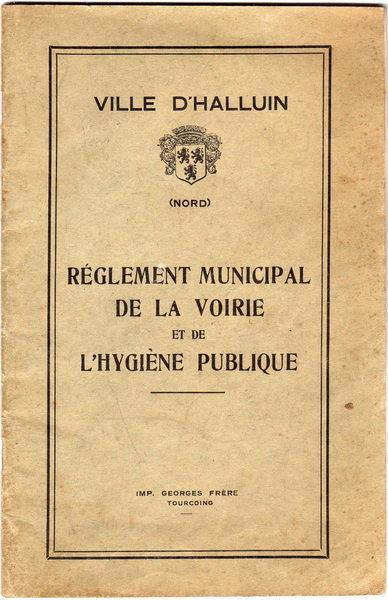 VILLE D'HALLUIN
(NORD)
RÉGLEMENT MUNICIPAL
DE LA VOIRIE
ET DE
L'HYGIÈNE PUBLIQUE
IMP. GEORGES FRÈRE
TOURCOING